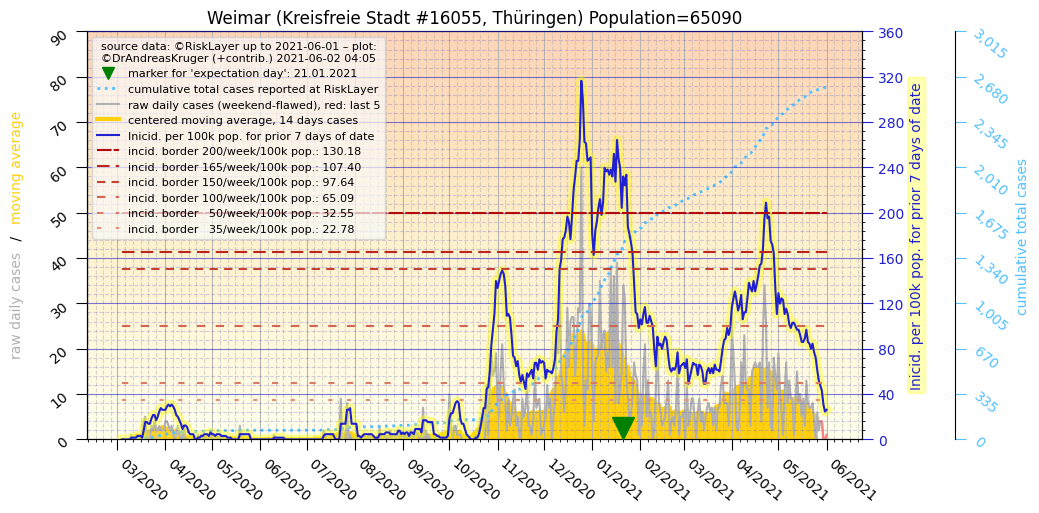 Weimar (Kreisfreie Stadt #16055, Thüringen) Population=65090
source data: ©RiskLayer up to 2021-06-01 – plot:
©DrAndreasKruger (+contrib.) 2021-06-02 04:05
marker for 'expectation day': 21.01.2021
cumulative total cases reported at RiskLayer
raw daily cases (weekend-flawed), red: last 5
centered moving average, 14 days cases
Inicid. per 100k pop. for prior 7 days of date
incid. border 200/week/100k pop.: 130.18
incid. border 165/week/100k pop.: 107.40
incid. border 150/week/100k pop.: 97.64
incid. border 100/week/100k pop.: 65.09
incid. border   50/week/100k pop.: 32.55
incid. border   35/week/100k pop.: 22.78
raw daily cases / moving average
90
80
70
60
50
40
30
20
10
0
03/2020
04/2020
05/2020
06/2020
07/2020
08/2020
09/2020
10/2020
11/2020
12/2020
01/2021
02/2021
03/2021
04/2021
05/2021
06/2021
360
320
280
240
200
160
120
80
40
0
Inicid. per 100k pop. for prior 7 days of date
3,015
2,680
2,345
2,010
1,675
1,340
1,005
670
335
0
cumulative total cases